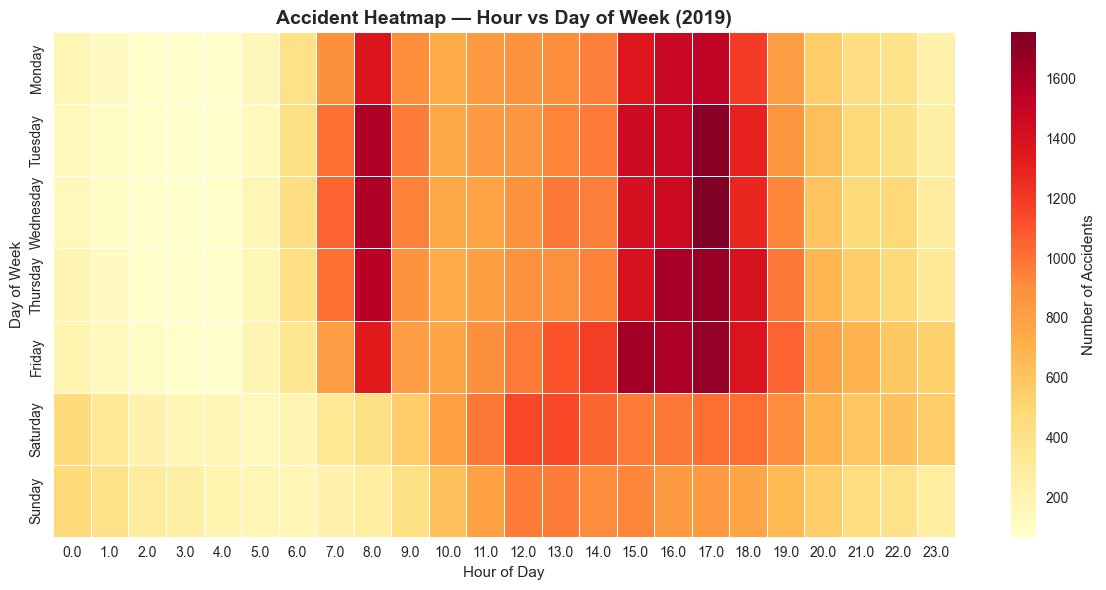 Accident Heatmap — Hour vs Day of Week (2019)
Day of Week
Monday
Tuesday
Wednesday
Thursday
Friday
Saturday
Sunday
0.0 1.0 2.0 3.0 4.0 5.0 6.0 7.0 8.0 9.0 10.0 11.0 12.0 13.0 14.0 15.0 16.0 17.0 18.0 19.0 20.0 21.0 22.0 23.0
Hour of Day
1600
1400
1200
1000
800
600
400
200
Number of Accidents